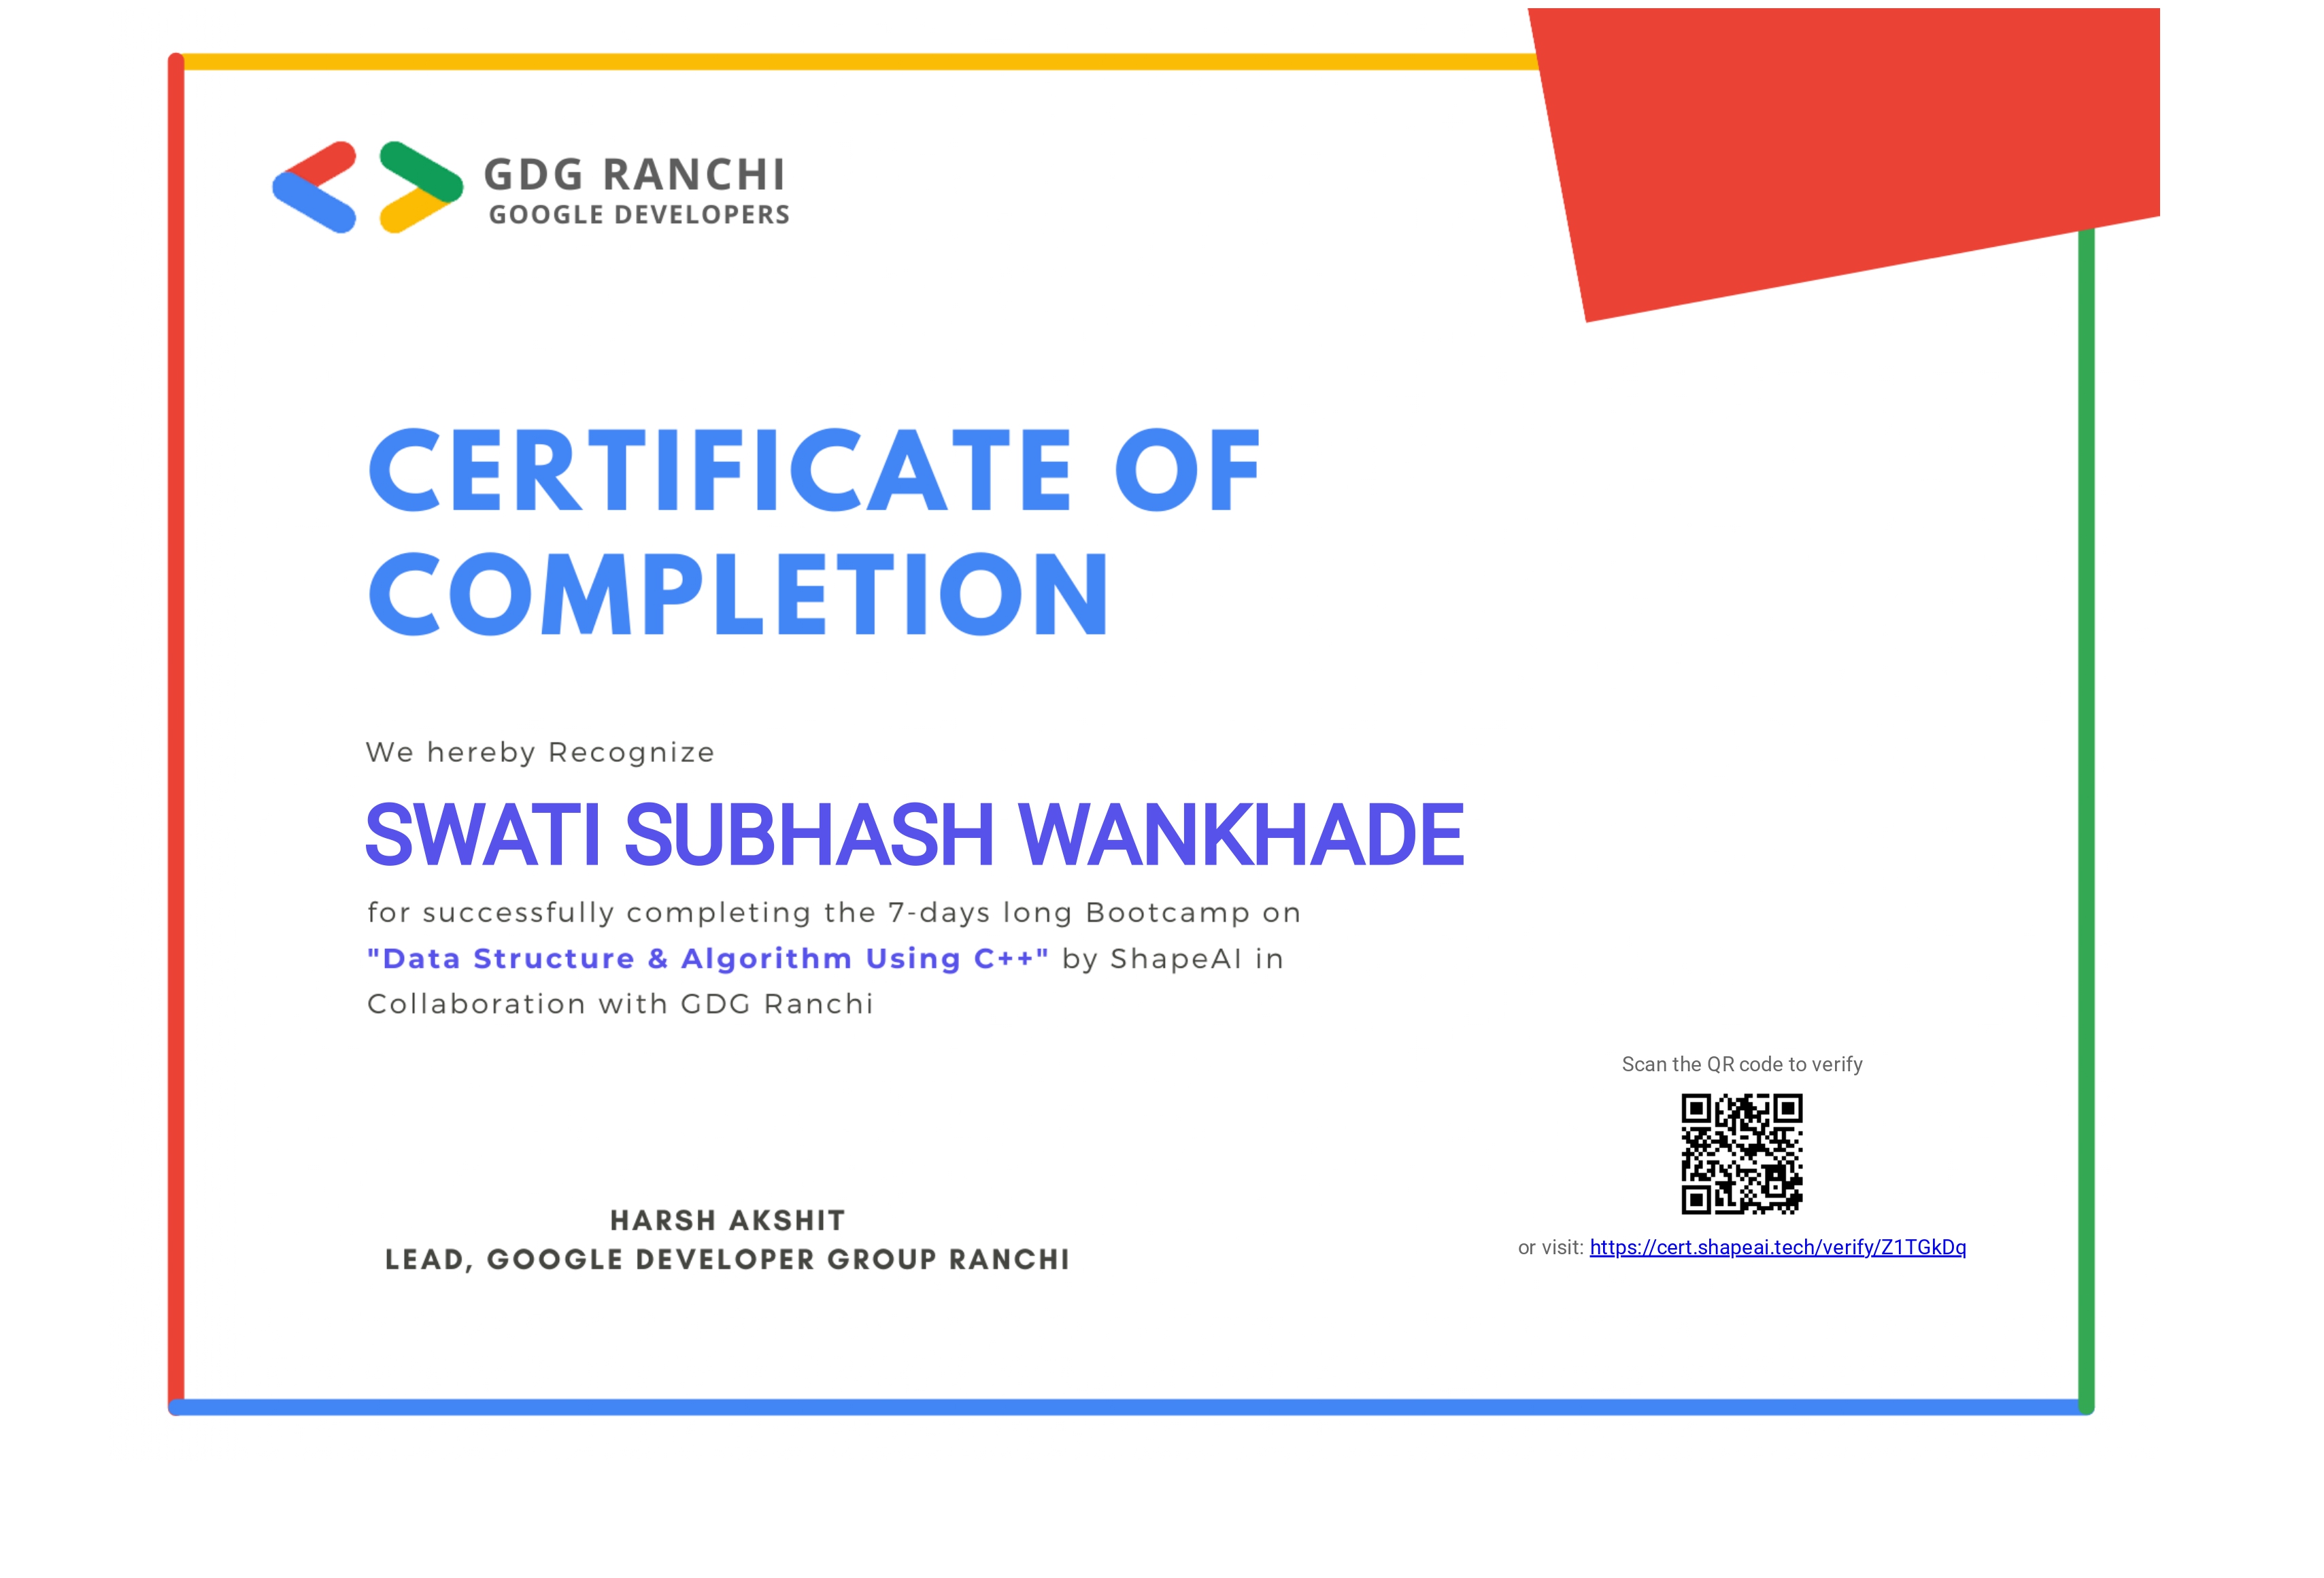 GDG RANCHI
GOOGLE DEVELOPERS
CERTIFICATE OF
COMPLETION
We hereby Recognize
SWATI SUBHASH WANKHADE
for successfully completing the 7-days long Bootcamp on
"Data Structure & Algorithm Using C++" by ShapeAI in
Collaboration with GDG Ranchi
Scan the QR code to verify
or visit: https://cert.shapeai.tech/verify/Z1TGkDq
HARSH AKSHIT
LEAD, GOOGLE DEVELOPER GROUP RANCHI